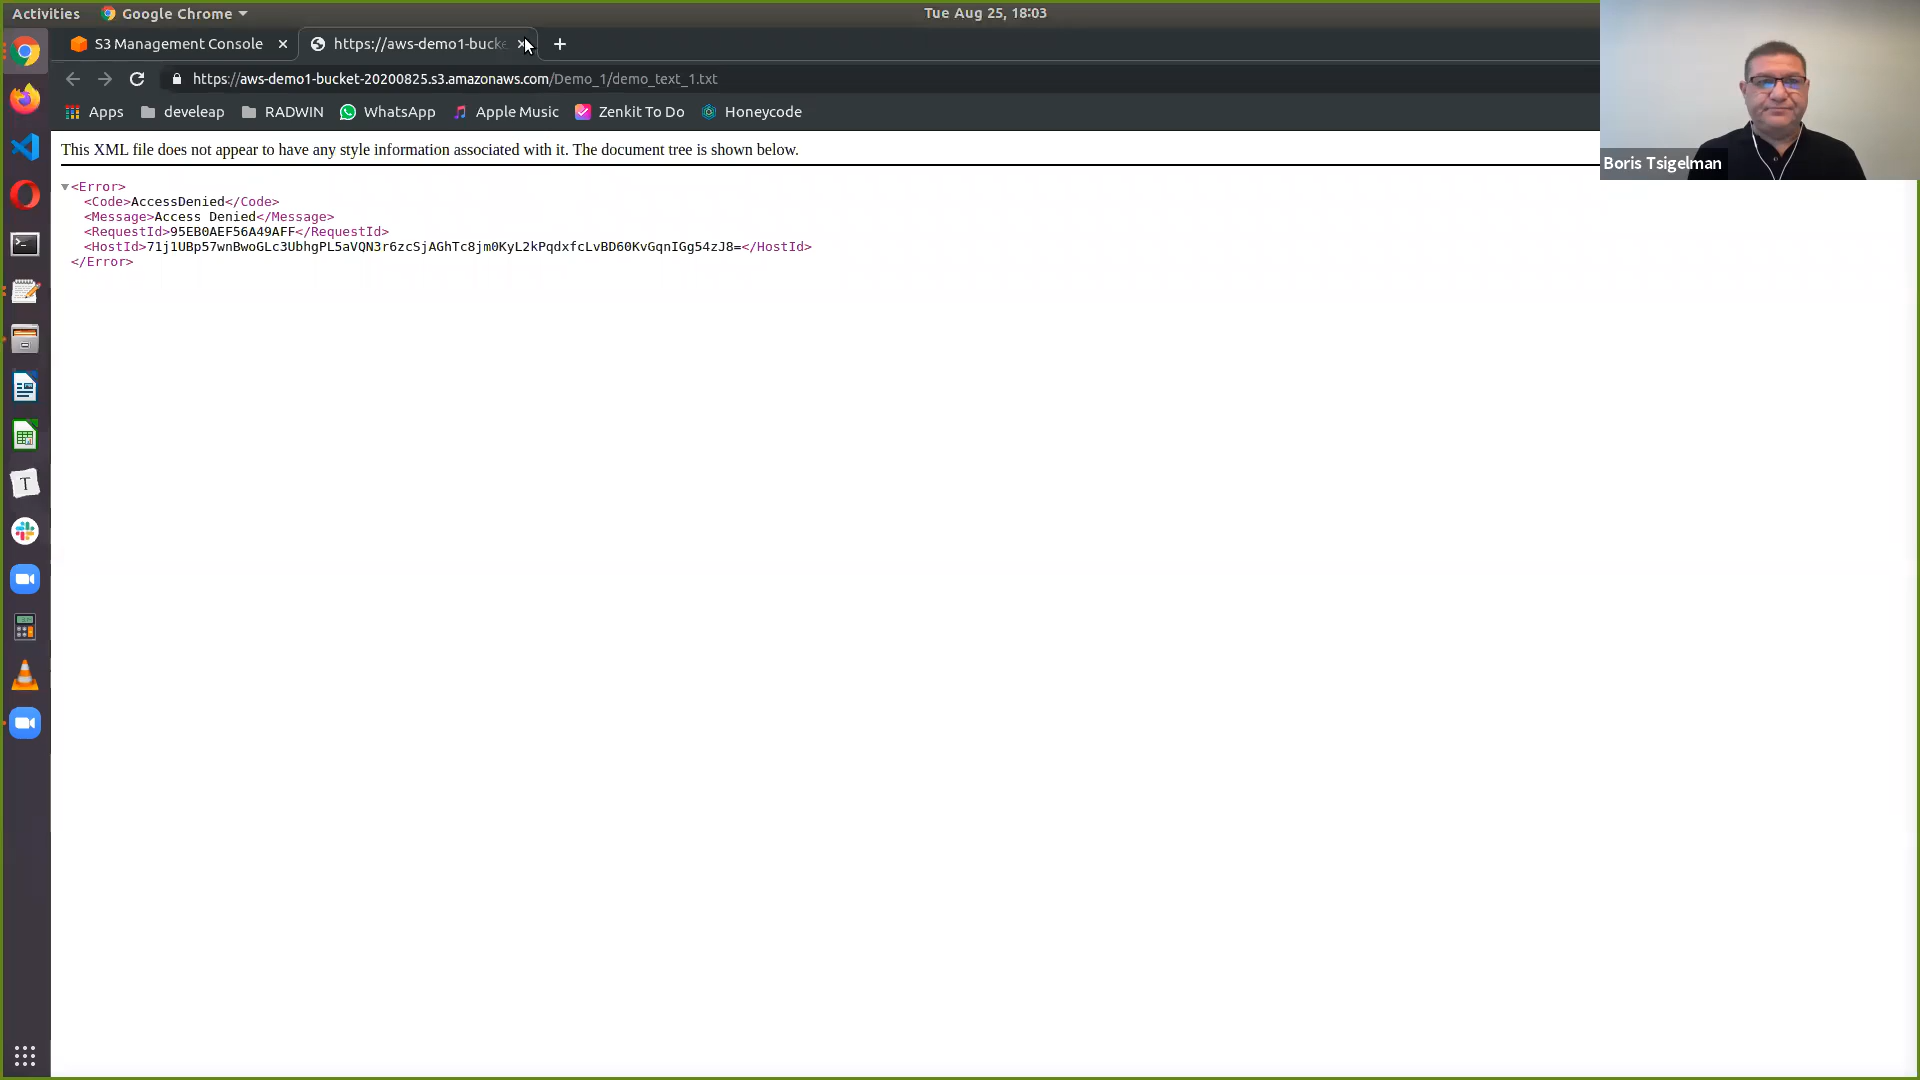 Activities
Google Chrome
Tue Aug 25, 18:03
S3 Management Console
https://aws-demo1-bucke
https://aws-demo1-bucket-20200825.s3.amazonaws.com/Demo_1/demo_text_1.txt
Apps
develeap
RADWIN
WhatsApp
Apple Music
Zenkit To Do
Honeycode
This XML file does not appear to have any style information associated with it. The document tree is shown below.
<Error>
<Code>AccessDenied</Code>
<Message>Access Denied</Message>
<RequestId>95EB0AEF56A49AFF</RequestId>
<HostId>71j1UBp57wnBwoGLc3UbhgPL5aVQN3r6zcSjAGhTc8jm0KyL2kPqdxfcLvBD60KvGqnIGg54zJ8=</HostId>
</Error>
Boris Tsigelman
T